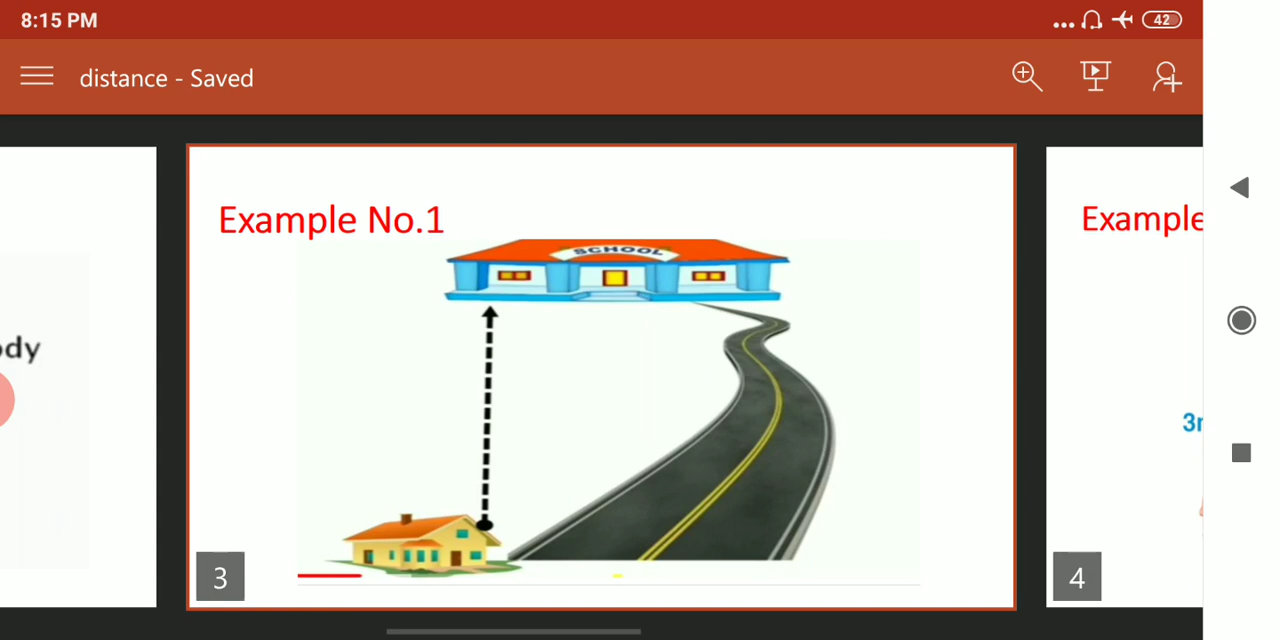 8:15 PM
42
distance - Saved
Example No.1
SCHOOL
3
ody
Example
3r
4